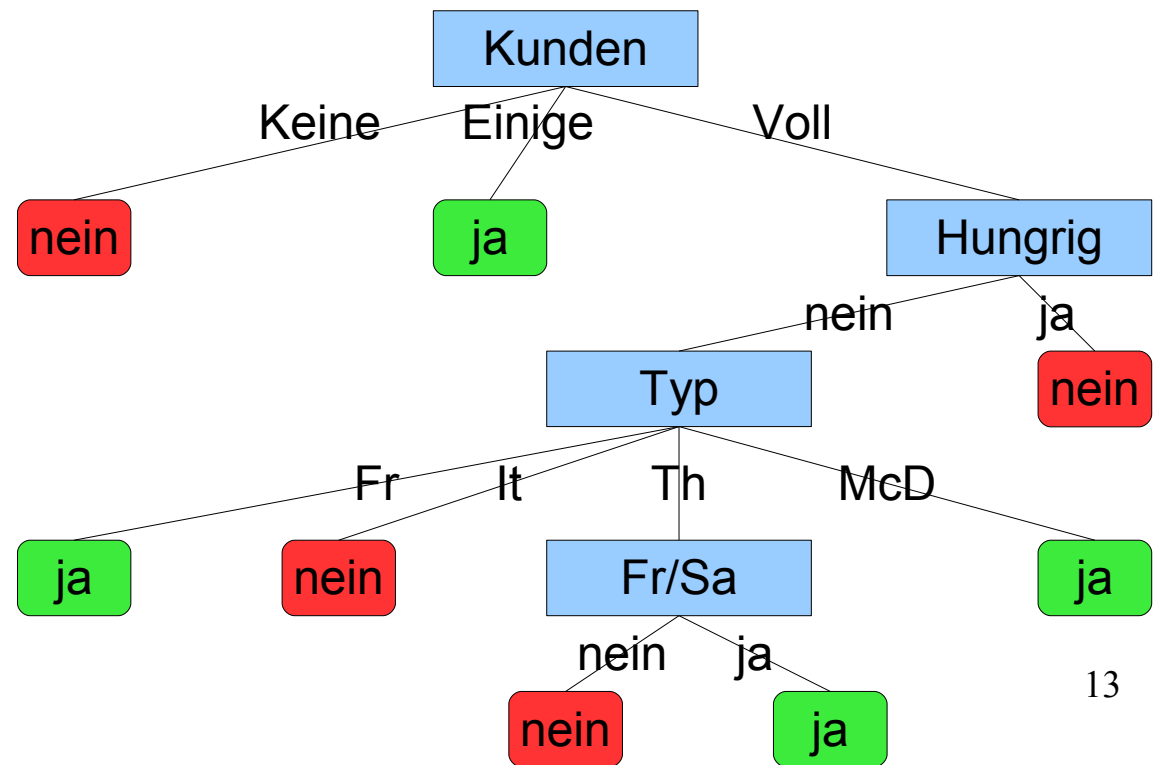 Kunden
Keine Einige Voll
nein ja Hungrig
nein ja
Typ nein
Fr It Th McD
ja nein Fr/Sa ja
nein ja
13
nein ja